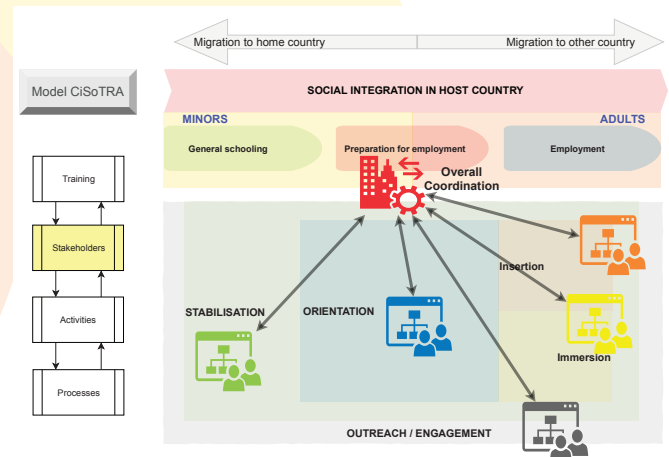 Migration to home country
Migration to other country
Model CiSoTRA
SOCIAL INTEGRATION IN HOST COUNTRY
MINORS
ADULTS
General schooling
Preparation for employment
Employment
Overall
Coordination
Training
Stakeholders
Activities
Processes
Insertion
STABILISATION
ORIENTATION
Immersion
OUTREACH / ENGAGEMENT